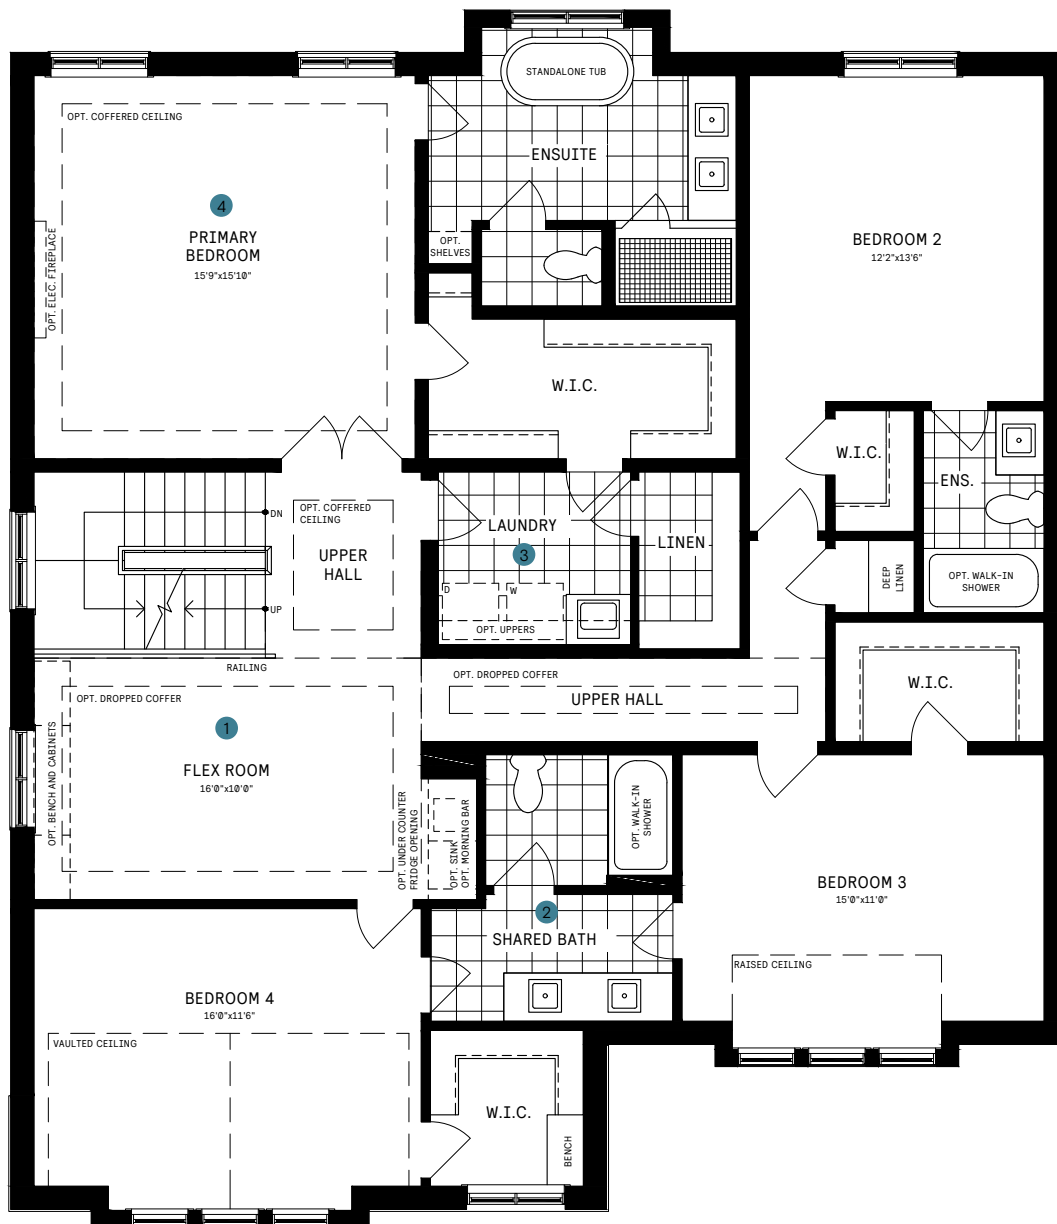 STANDALONE TUB
OPT. COFFERED CEILING
ENSUITE
4
PRIMARY
BEDROOM
15'9"x15'10"
OPT. ELEC. FIREPLACE
OPT.
SHELVES
BEDROOM 2
12'2"x13'6"
W.I.C.
W.I.C.
ENS.
OPT. COFFERED
CEILING
DN
UPPER
HALL
UP
LAUNDRY
3
LINEN
D
W
OPT. UPPERS
DEEP
LINEN
OPT. WALK-IN
SHOWER
RAILING
OPT. DROPPED COFFER
UPPER HALL
W.I.C.
OPT. DROPPED COFFER
1
FLEX ROOM
16'0"x10'0"
OPT. BENCH AND CABINETS
OPT. UNDER COUNTER
FRIDGE OPENING
OPT. SINK
OPT. MORNING BAR
OPT. WALK-IN
SHOWER
BEDROOM 3
15'0"x11'0"
2
SHARED BATH
RAISED CEILING
BEDROOM 4
16'0"x11'6"
VAULTED CEILING
W.I.C.
BENCH